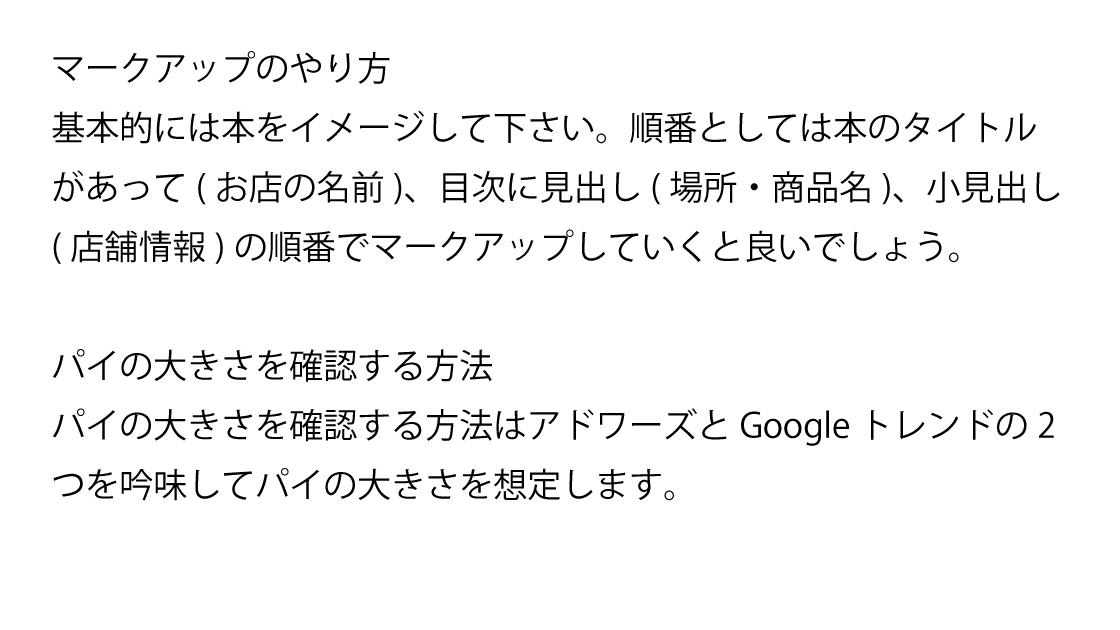 マークアップのやり方
基本的には本をイメージして下さい。順番としては本のタイトル
があって ( お店の名前 )、目次に見出し ( 場所・商品名 )、小見出し
( 店舗情報 ) の順番でマークアップしていくと良いでしょう。
パイの大きさを確認する方法
パイの大きさを確認する方法はアドワーズと Google トレンドの 2
つを吟味してパイの大きさを想定します。